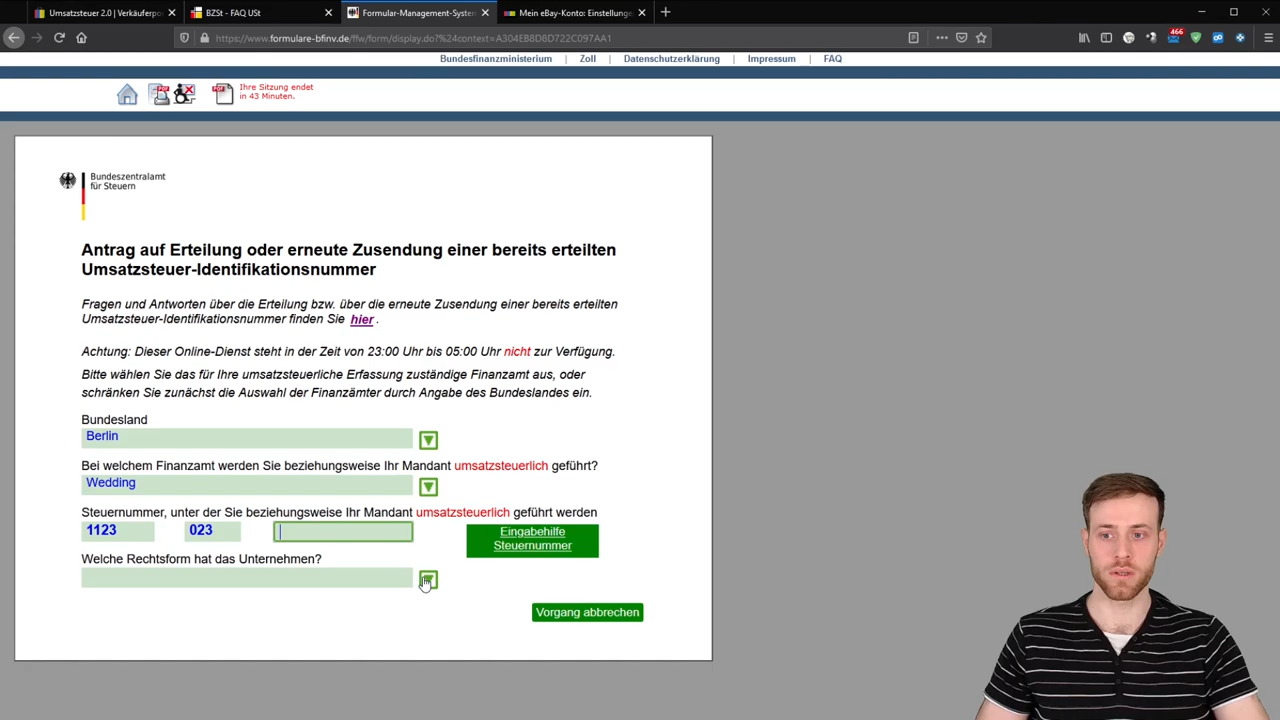 Umsatzsteuer 2.0 | Verkäuferpor
BZSt - FAQ USt
Formular-Management-System
Mein eBay-Konto: Einstellunge
https://www.formulare-bfinv.de/ffw/form/display.do?%24context=A304EB8D8D722C097AA1
466
Bundesfinanzministerium | Zoll | Datenschutzerklärung | Impressum | FAQ
Ihre Sitzung endet
in 43 Minuten.
Bundeszentralamt
für Steuern
Antrag auf Erteilung oder erneute Zusendung einer bereits erteilten
Umsatzsteuer-Identifikationsnummer
Fragen und Antworten über die Erteilung bzw. über die erneute Zusendung einer bereits erteilten
Umsatzsteuer-Identifikationsnummer finden Sie hier .
Achtung: Dieser Online-Dienst steht in der Zeit von 23:00 Uhr bis 05:00 Uhr nicht zur Verfügung.
Bitte wählen Sie das für Ihre umsatzsteuerliche Erfassung zuständige Finanzamt aus, oder
schränken Sie zunächst die Auswahl der Finanzämter durch Angabe des Bundeslandes ein.
Bundesland
Berlin
Bei welchem Finanzamt werden Sie beziehungsweise Ihr Mandant umsatzsteuerlich geführt?
Wedding
Steuernummer, unter der Sie beziehungsweise Ihr Mandant umsatzsteuerlich geführt werden
1123 023
Eingabehilfe
Steuernummer
Welche Rechtsform hat das Unternehmen?
Vorgang abbrechen